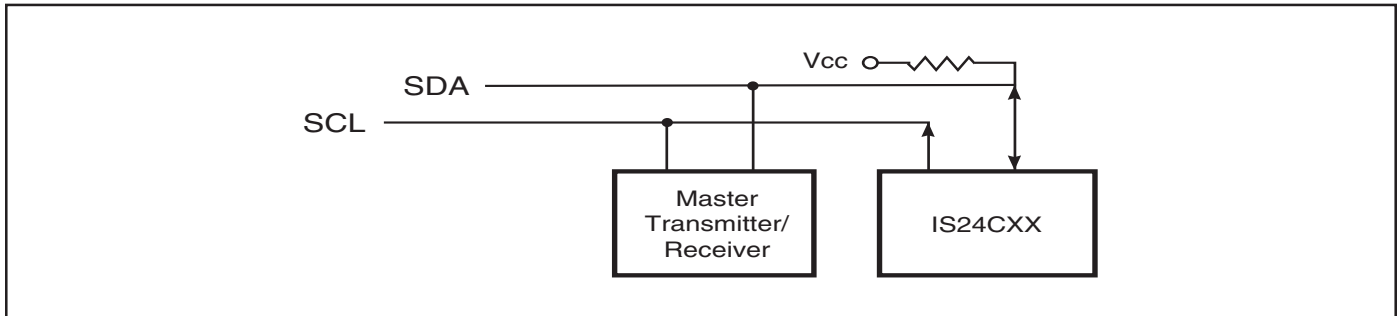 Vcc
SDA
SCL
Master
Transmitter/
Receiver
IS24CXX